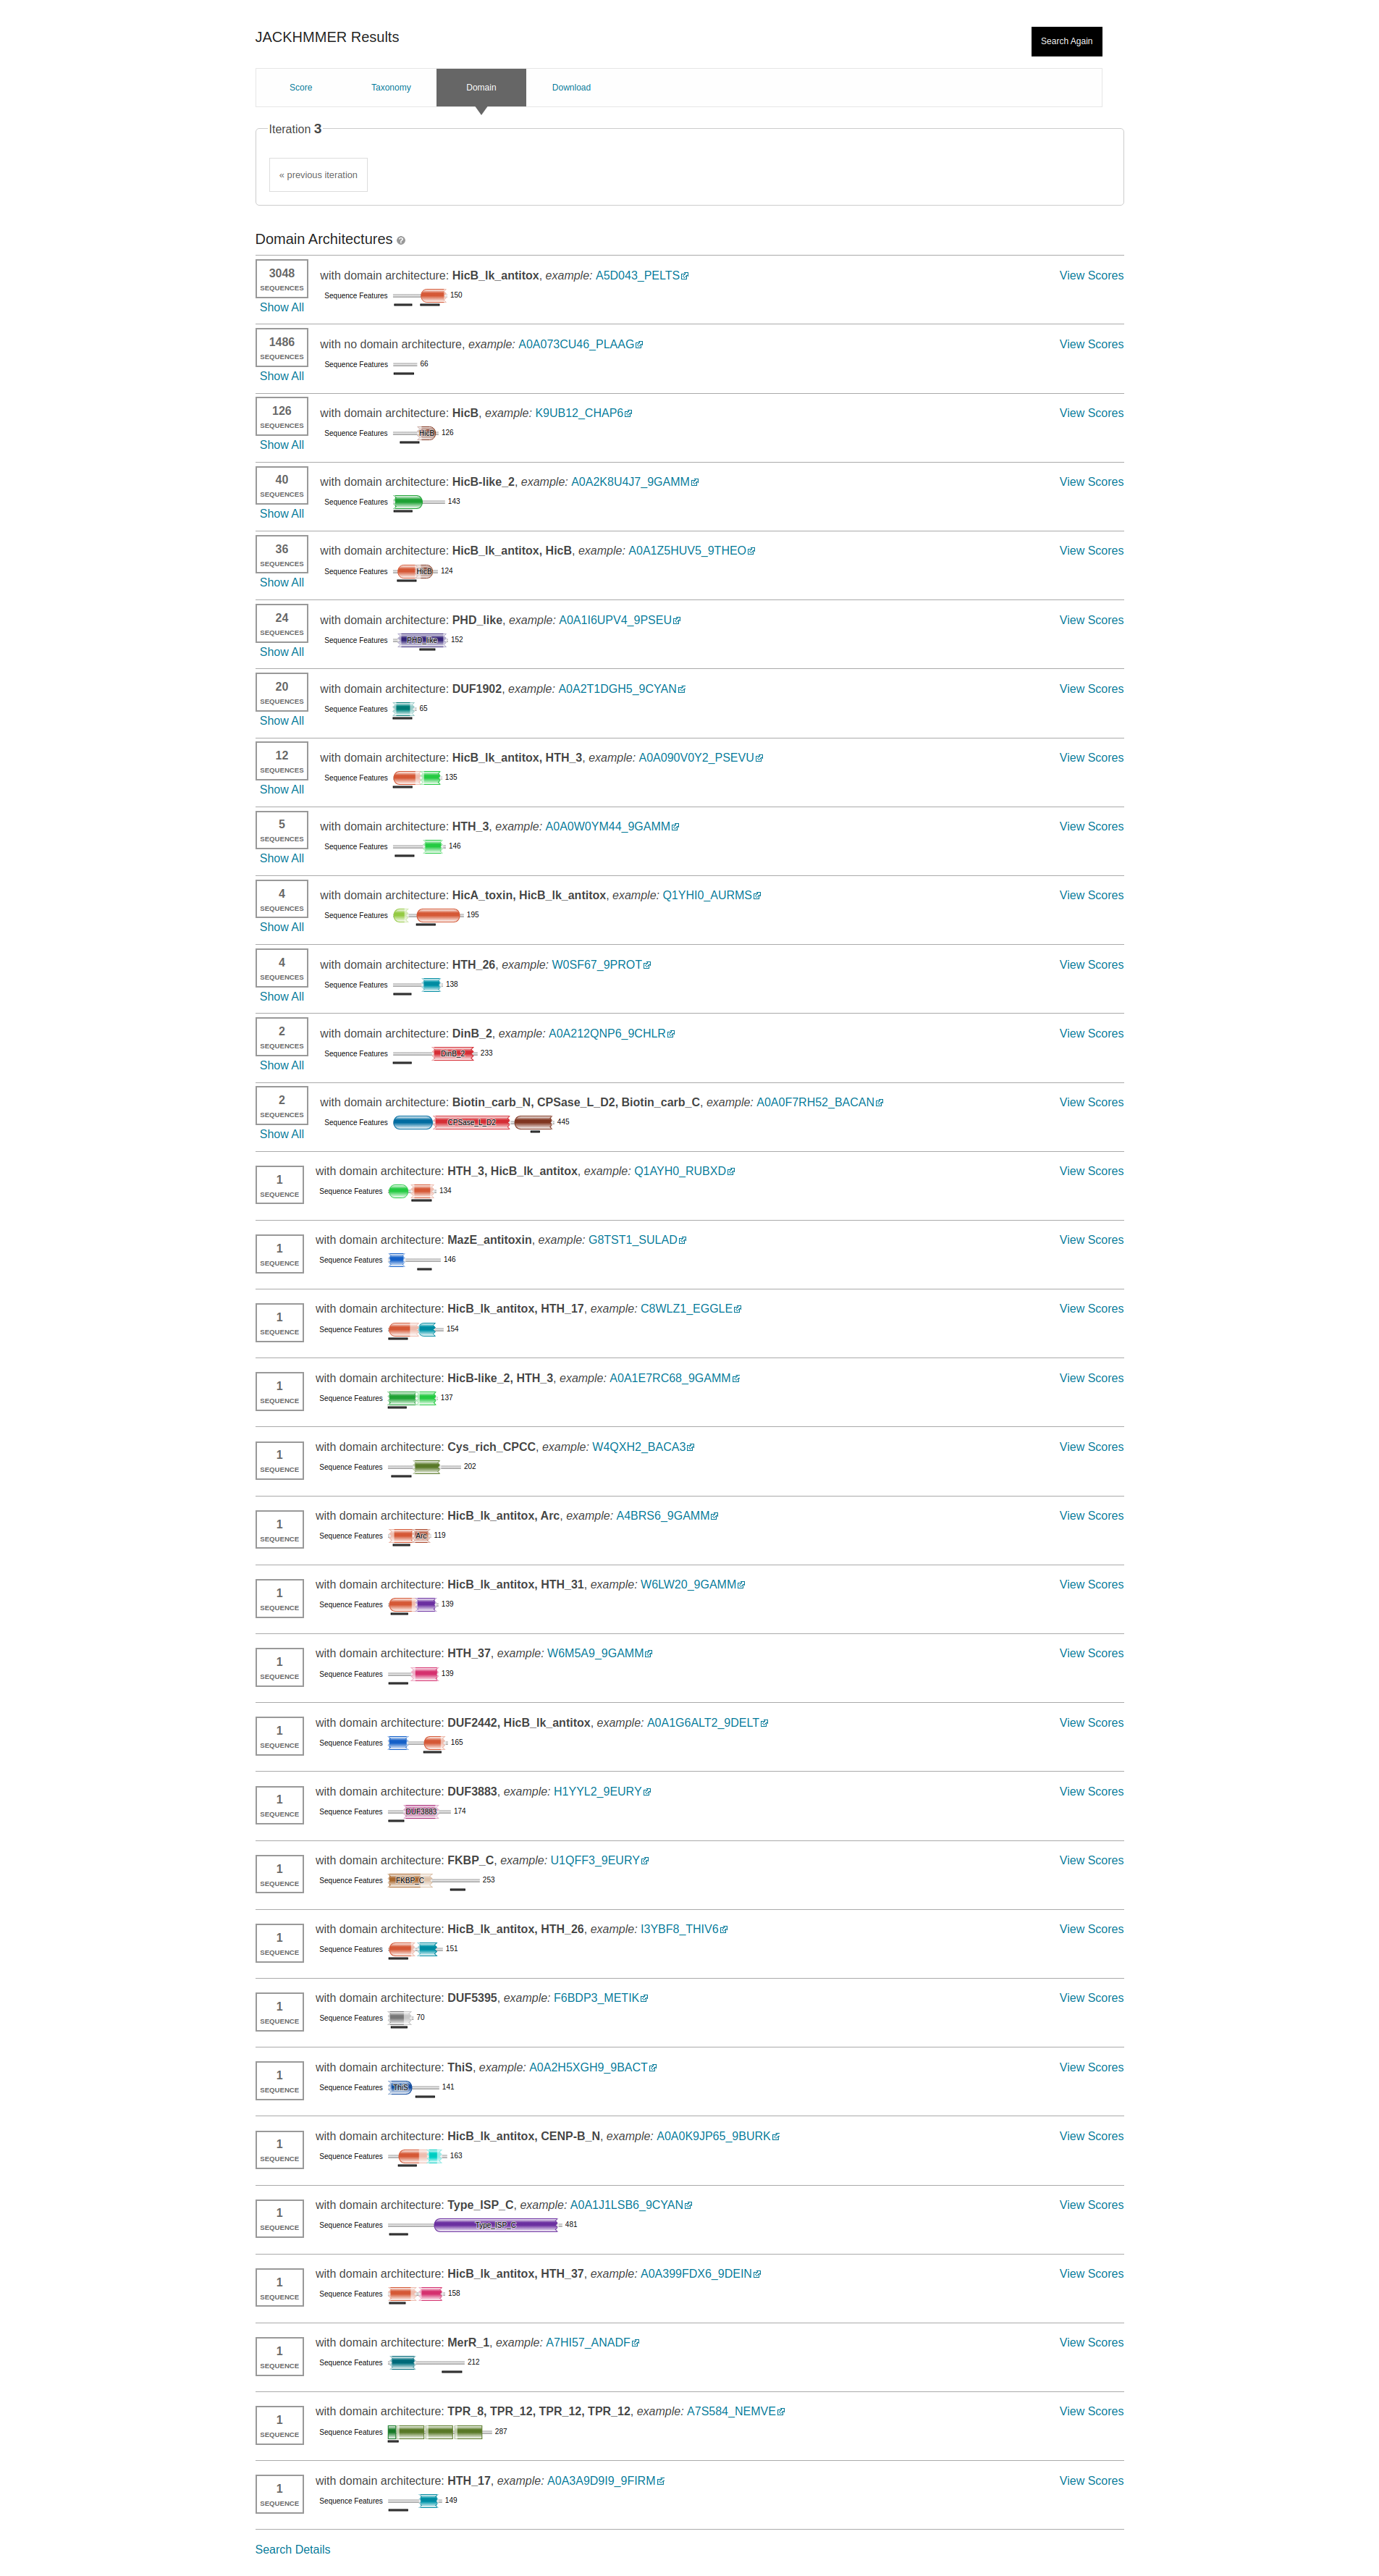 JACKHMMER Results
Search Again
Score Taxonomy Domain Download
Iteration 3
« previous iteration
Domain Architectures ?
3048 SEQUENCES Show All
with domain architecture: HicB_lk_antitox, example: A5D043_PELTS View Scores
Sequence Features 150
1486 SEQUENCES Show All
with no domain architecture, example: A0A073CU46_PLAAG View Scores
Sequence Features 66
126 SEQUENCES Show All
with domain architecture: HicB, example: K9UB12_CHAP6 View Scores
Sequence Features HicB 126
40 SEQUENCES Show All
with domain architecture: HicB-like_2, example: A0A2K8U4J7_9GAMM View Scores
Sequence Features 143
36 SEQUENCES Show All
with domain architecture: HicB_lk_antitox, HicB, example: A0A1Z5HUV5_9THEO View Scores
Sequence Features HicB 124
24 SEQUENCES Show All
with domain architecture: PHD_like, example: A0A1I6UPV4_9PSEU View Scores
Sequence Features PHD_like 152
20 SEQUENCES Show All
with domain architecture: DUF1902, example: A0A2T1DGH5_9CYAN View Scores
Sequence Features 65
12 SEQUENCES Show All
with domain architecture: HicB_lk_antitox, HTH_3, example: A0A090V0Y2_PSEVU View Scores
Sequence Features 135
5 SEQUENCES Show All
with domain architecture: HTH_3, example: A0A0W0YM44_9GAMM View Scores
Sequence Features 146
4 SEQUENCES Show All
with domain architecture: HicA_toxin, HicB_lk_antitox, example: Q1YHI0_AURMS View Scores
Sequence Features 195
4 SEQUENCES Show All
with domain architecture: HTH_26, example: W0SF67_9PROT View Scores
Sequence Features 138
2 SEQUENCES Show All
with domain architecture: DinB_2, example: A0A212QNP6_9CHLR View Scores
Sequence Features DinB_2 233
2 SEQUENCES Show All
with domain architecture: Biotin_carb_N, CPSase_L_D2, Biotin_carb_C, example: A0A0F7RH52_BACAN View Scores
Sequence Features CPSase_L_D2 445
1 SEQUENCE
with domain architecture: HTH_3, HicB_lk_antitox, example: Q1AYH0_RUBXD View Scores
Sequence Features 134
1 SEQUENCE
with domain architecture: MazE_antitoxin, example: G8TST1_SULAD View Scores
Sequence Features 146
1 SEQUENCE
with domain architecture: HicB_lk_antitox, HTH_17, example: C8WLZ1_EGGLE View Scores
Sequence Features 154
1 SEQUENCE
with domain architecture: HicB-like_2, HTH_3, example: A0A1E7RC68_9GAMM View Scores
Sequence Features 137
1 SEQUENCE
with domain architecture: Cys_rich_CPCC, example: W4QXH2_BACA3 View Scores
Sequence Features 202
1 SEQUENCE
with domain architecture: HicB_lk_antitox, Arc, example: A4BRS6_9GAMM View Scores
Sequence Features Arc 119
1 SEQUENCE
with domain architecture: HicB_lk_antitox, HTH_31, example: W6LW20_9GAMM View Scores
Sequence Features 139
1 SEQUENCE
with domain architecture: HTH_37, example: W6M5A9_9GAMM View Scores
Sequence Features 139
1 SEQUENCE
with domain architecture: DUF2442, HicB_lk_antitox, example: A0A1G6ALT2_9DELT View Scores
Sequence Features 165
1 SEQUENCE
with domain architecture: DUF3883, example: H1YYL2_9EURY View Scores
Sequence Features DUF3883 174
1 SEQUENCE
with domain architecture: FKBP_C, example: U1QFF3_9EURY View Scores
Sequence Features FKBP_C 253
1 SEQUENCE
with domain architecture: HicB_lk_antitox, HTH_26, example: I3YBF8_THIV6 View Scores
Sequence Features 151
1 SEQUENCE
with domain architecture: DUF5395, example: F6BDP3_METIK View Scores
Sequence Features 70
1 SEQUENCE
with domain architecture: ThiS, example: A0A2H5XGH9_9BACT View Scores
Sequence Features ThiS 141
1 SEQUENCE
with domain architecture: HicB_lk_antitox, CENP-B_N, example: A0A0K9JP65_9BURK View Scores
Sequence Features 163
1 SEQUENCE
with domain architecture: Type_ISP_C, example: A0A1J1LSB6_9CYAN View Scores
Sequence Features Type_ISP_C 481
1 SEQUENCE
with domain architecture: HicB_lk_antitox, HTH_37, example: A0A399FDX6_9DEIN View Scores
Sequence Features 158
1 SEQUENCE
with domain architecture: MerR_1, example: A7HI57_ANADF View Scores
Sequence Features 212
1 SEQUENCE
with domain architecture: TPR_8, TPR_12, TPR_12, TPR_12, example: A7S584_NEMVE View Scores
Sequence Features 287
1 SEQUENCE
with domain architecture: HTH_17, example: A0A3A9D9I9_9FIRM View Scores
Sequence Features 149
Search Details